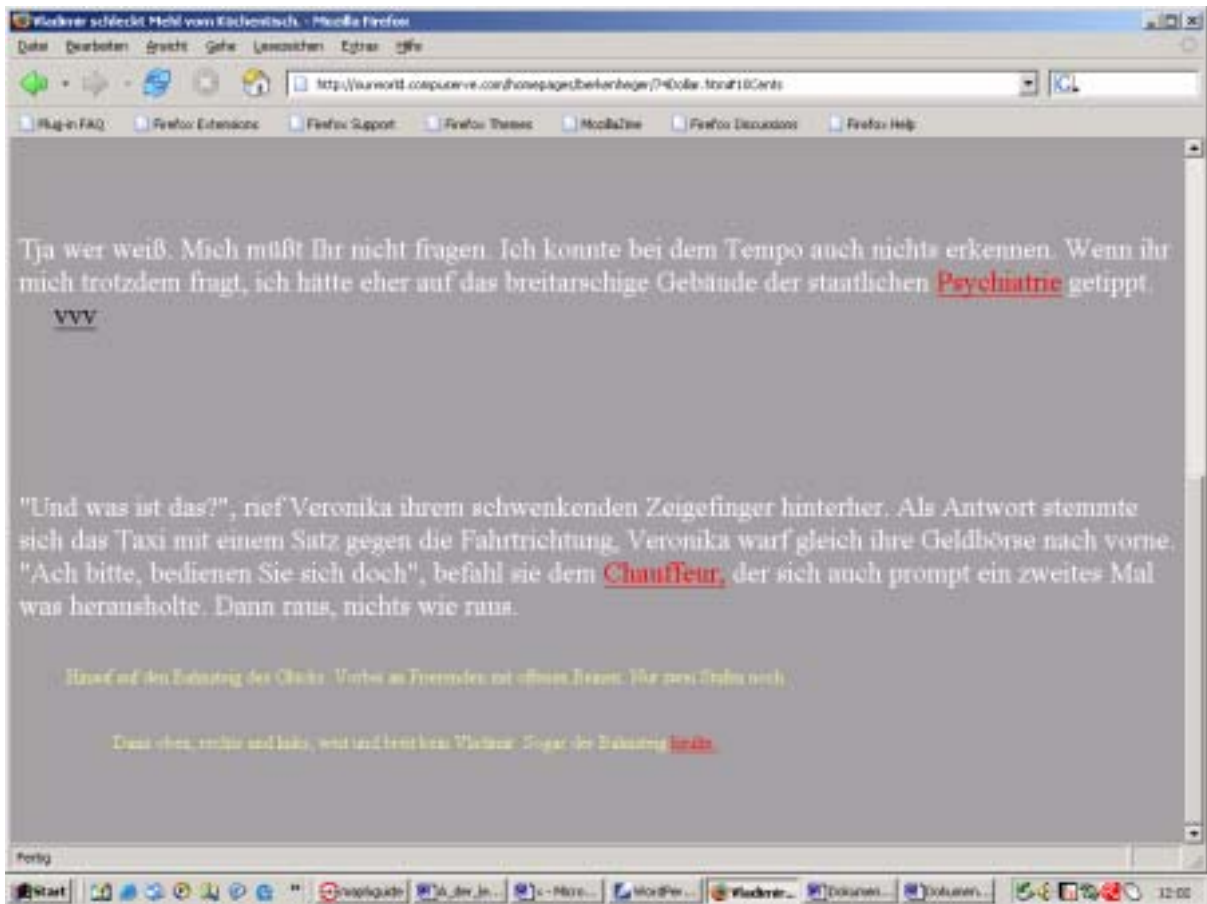 Vladimir schleckt Mehl vom Küchentisch. - Mozilla Firefox
Datei Bearbeiten Ansicht Gehe Lesezeichen Extras Hilfe
Plug-in FAQ Firefox Extensions Firefox Support Firefox Themes MozillaZine Firefox Discussions Firefox Help
Tja wer weiß. Mich müßt Ihr nicht fragen. Ich konnte bei dem Tempo auch nichts erkennen. Wenn ihr
mich trotzdem fragt, ich hätte eher auf das breitarschige Gebäude der staatlichen Psychiatrie getippt.
vvv
"Und was ist das?", rief Veronika ihrem schwenkenden Zeigefinger hinterher. Als Antwort stemmte
sich das Taxi mit einem Satz gegen die Fahrtrichtung, Veronika warf gleich ihre Geldbörse nach vorne.
"Ach bitte, bedienen Sie sich doch", befahl sie dem Chauffeur, der sich auch prompt ein zweites Mal
was herausholte. Dann raus, nichts wie raus.
Hinauf auf den Bahnsteig des Glücks. Vorbei an Fremden mit offenen Beinen. Nur zwei Stufen noch.
Dann oben, rechts und links, weit und breit kein Vladimir. Sogar der Bahnsteig
Fertig
Start Dokumen... Dokumen... 12:02